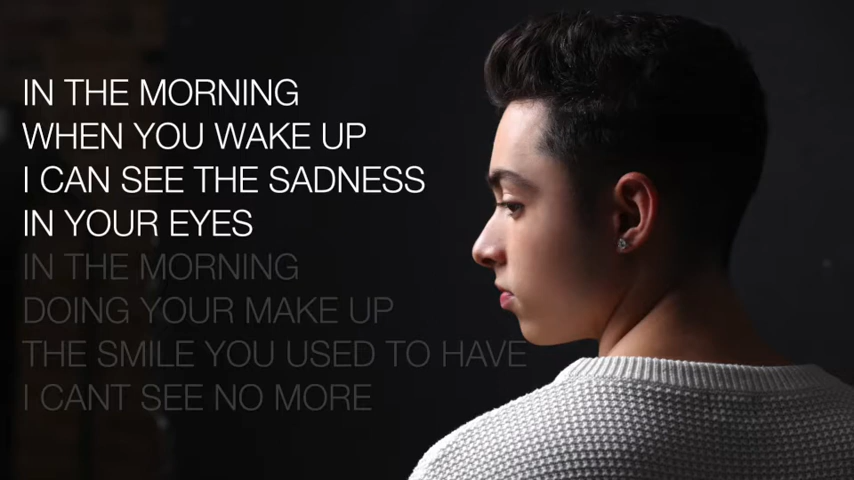 IN THE MORNING
WHEN YOU WAKE UP
I CAN SEE THE SADNESS
IN YOUR EYES
IN THE MORNING
DOING YOUR MAKE UP
THE SMILE YOU USED TO HAVE
I CANT SEE NO MORE